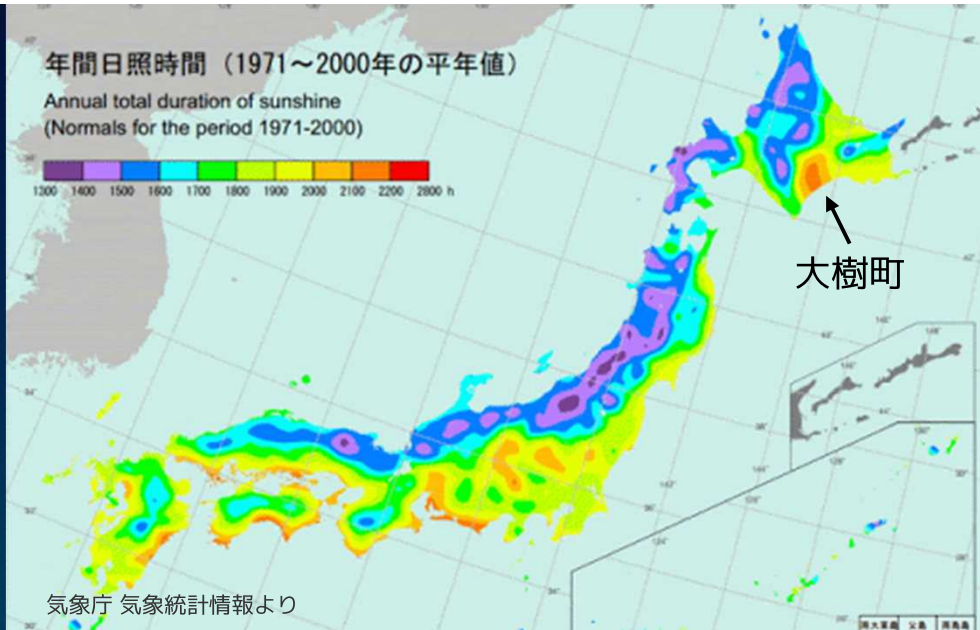 年間日照時間（1971～2000年の平年値）
Annual total duration of sunshine
(Normals for the period 1971-2000)
1300 1400 1500 1600 1700 1800 1900 2000 2100 2200 2800 h
大樹町
気象庁 気象統計情報より